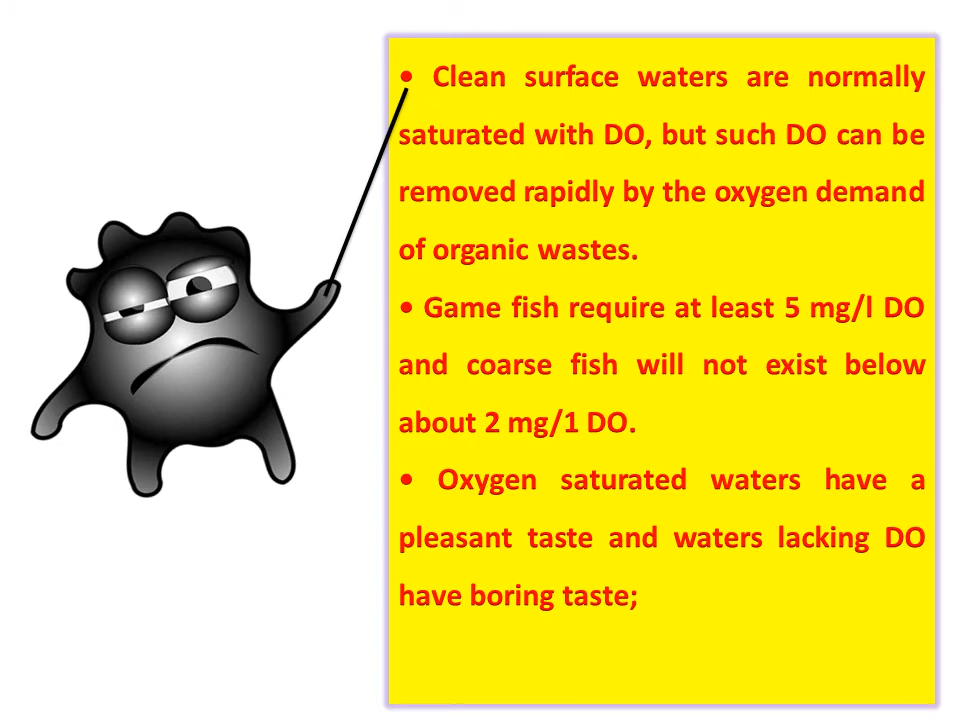 • Clean surface waters are normally
saturated with DO, but such DO can be
removed rapidly by the oxygen demand
of organic wastes.
• Game fish require at least 5 mg/l DO
and coarse fish will not exist below
about 2 mg/1 DO.
• Oxygen saturated waters have a
pleasant taste and waters lacking DO
have boring taste;